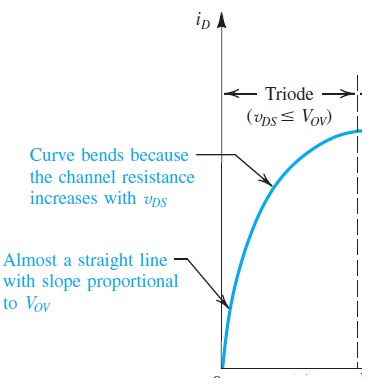 i_D
Triode
(v_DS ≤ V_OV)
Curve bends because
the channel resistance
increases with v_DS
Almost a straight line
with slope proportional
to V_OV